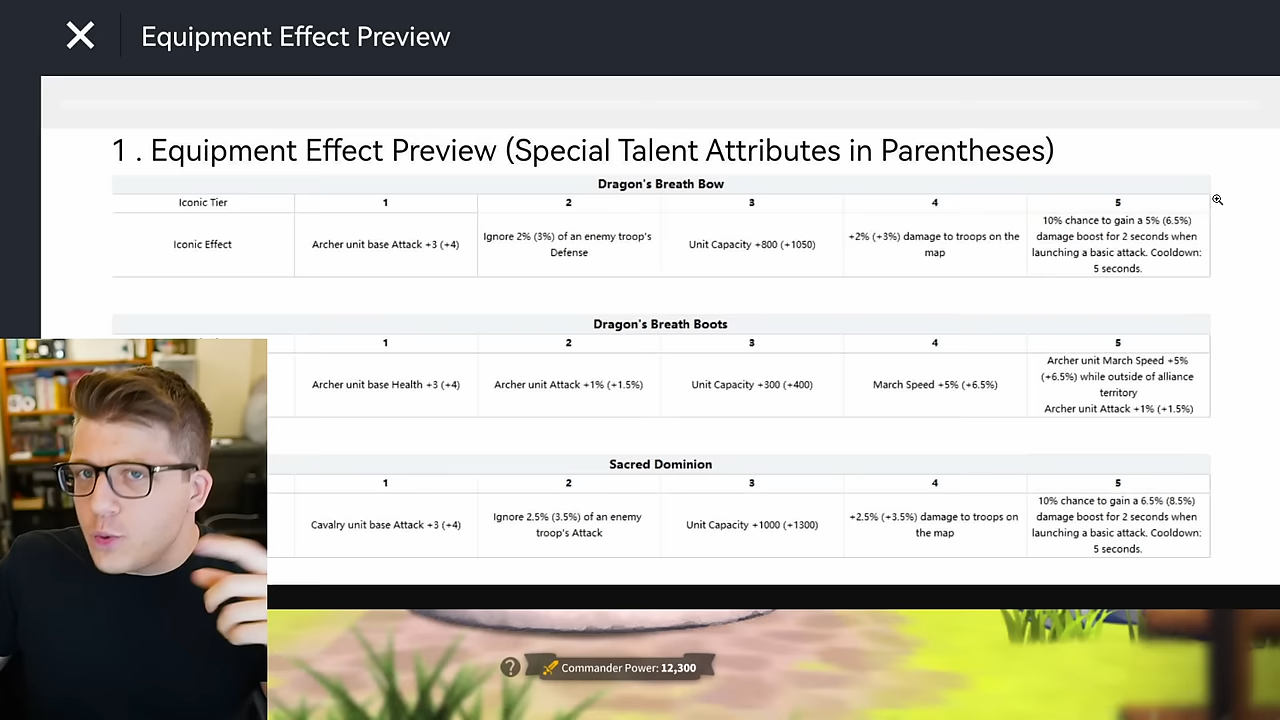 Equipment Effect Preview
1 . Equipment Effect Preview (Special Talent Attributes in Parentheses)
Dragon's Breath Bow
Iconic Tier 1 2 3 4 5
Iconic Effect
Archer unit base Attack +3 (+4)
Ignore 2% (3%) of an enemy troop's
Defense
Unit Capacity +800 (+1050)
+2% (+3%) damage to troops on the
map
10% chance to gain a 5% (6.5%)
damage boost for 2 seconds when
launching a basic attack. Cooldown:
5 seconds.
Dragon's Breath Boots
1 2 3 4 5
Archer unit base Health +3 (+4)
Archer unit Attack +1% (+1.5%)
Unit Capacity +300 (+400)
March Speed +5% (+6.5%)
Archer unit March Speed +5%
(+6.5%) while outside of alliance
territory
Archer unit Attack +1% (+1.5%)
Sacred Dominion
1 2 3 4 5
Cavalry unit base Attack +3 (+4)
Ignore 2.5% (3.5%) of an enemy
troop's Attack
Unit Capacity +1000 (+1300)
+2.5% (+3.5%) damage to troops on
the map
10% chance to gain a 6.5% (8.5%)
damage boost for 2 seconds when
launching a basic attack. Cooldown:
5 seconds.
? Commander Power: 12,300